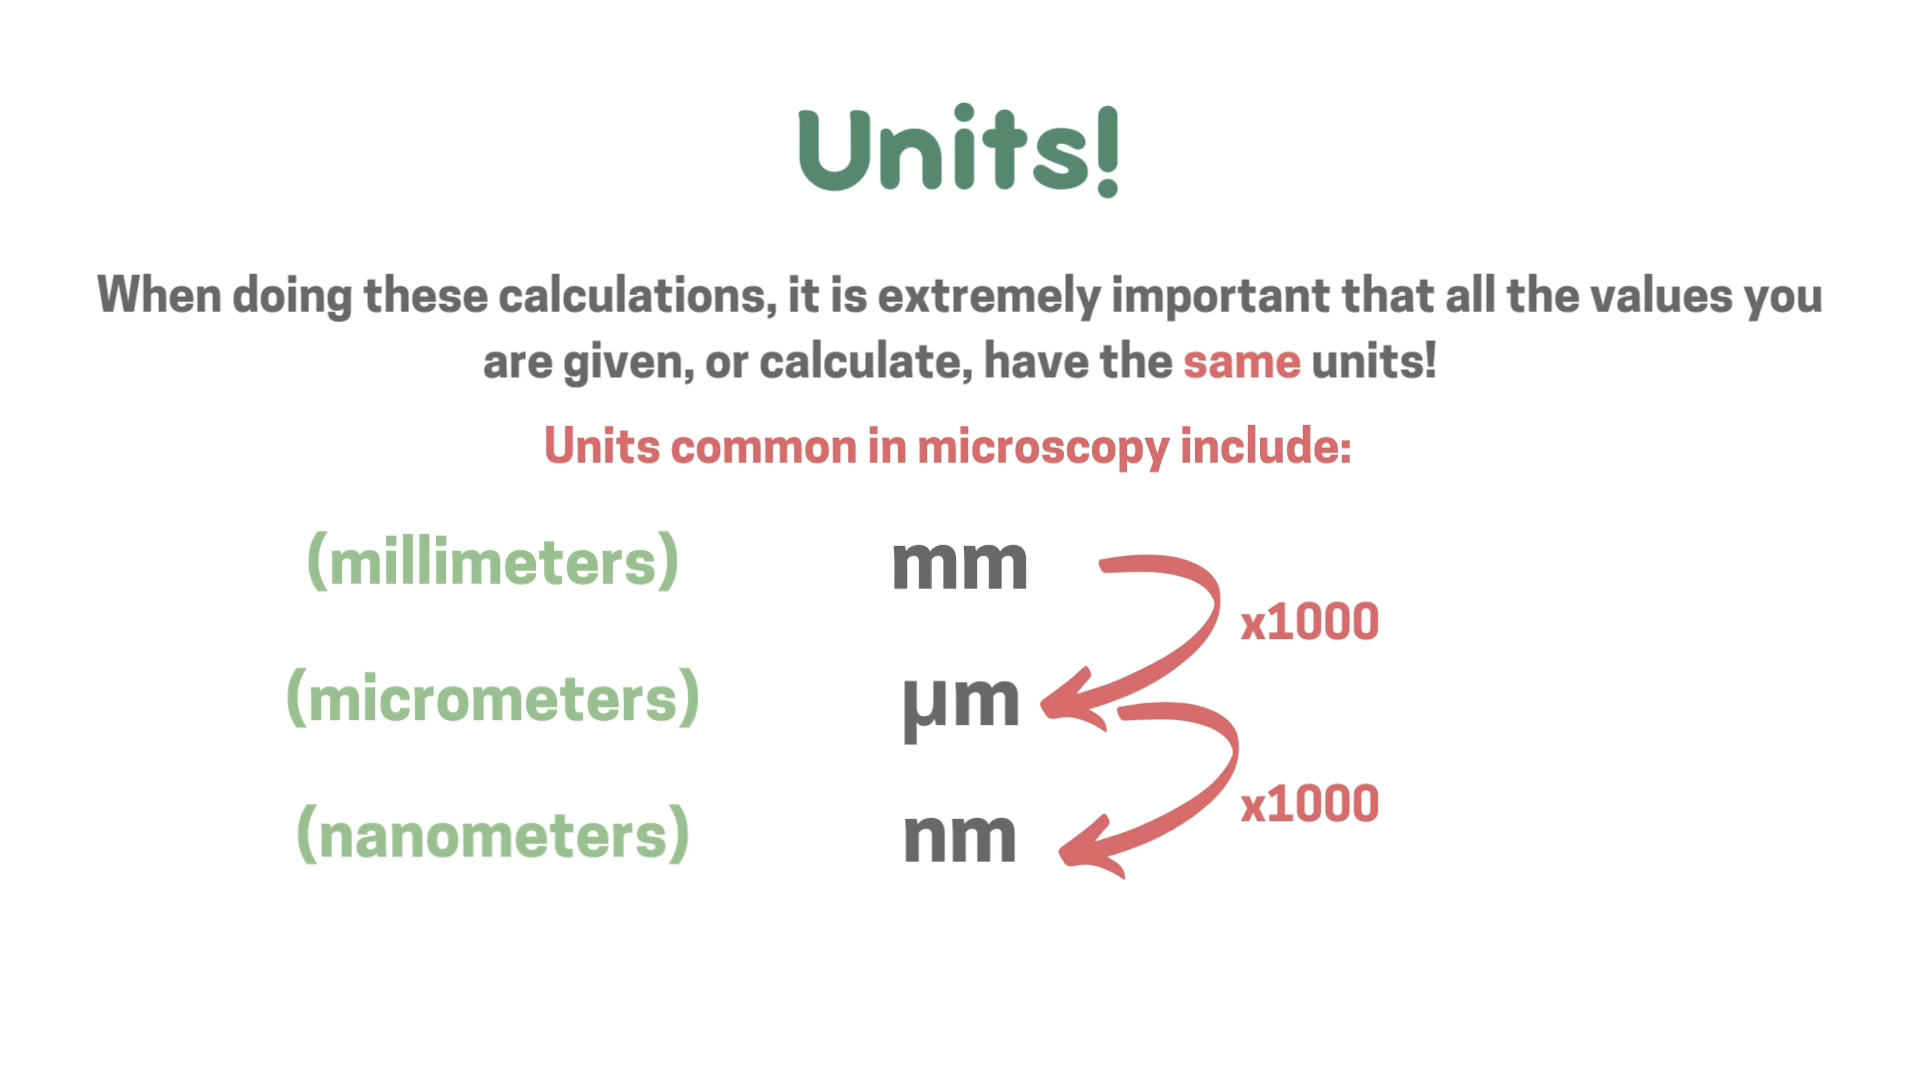 Units!
When doing these calculations, it is extremely important that all the values you
are given, or calculate, have the same units!
Units common in microscopy include:
(millimeters) mm
x1000
(micrometers) µm
x1000
(nanometers) nm